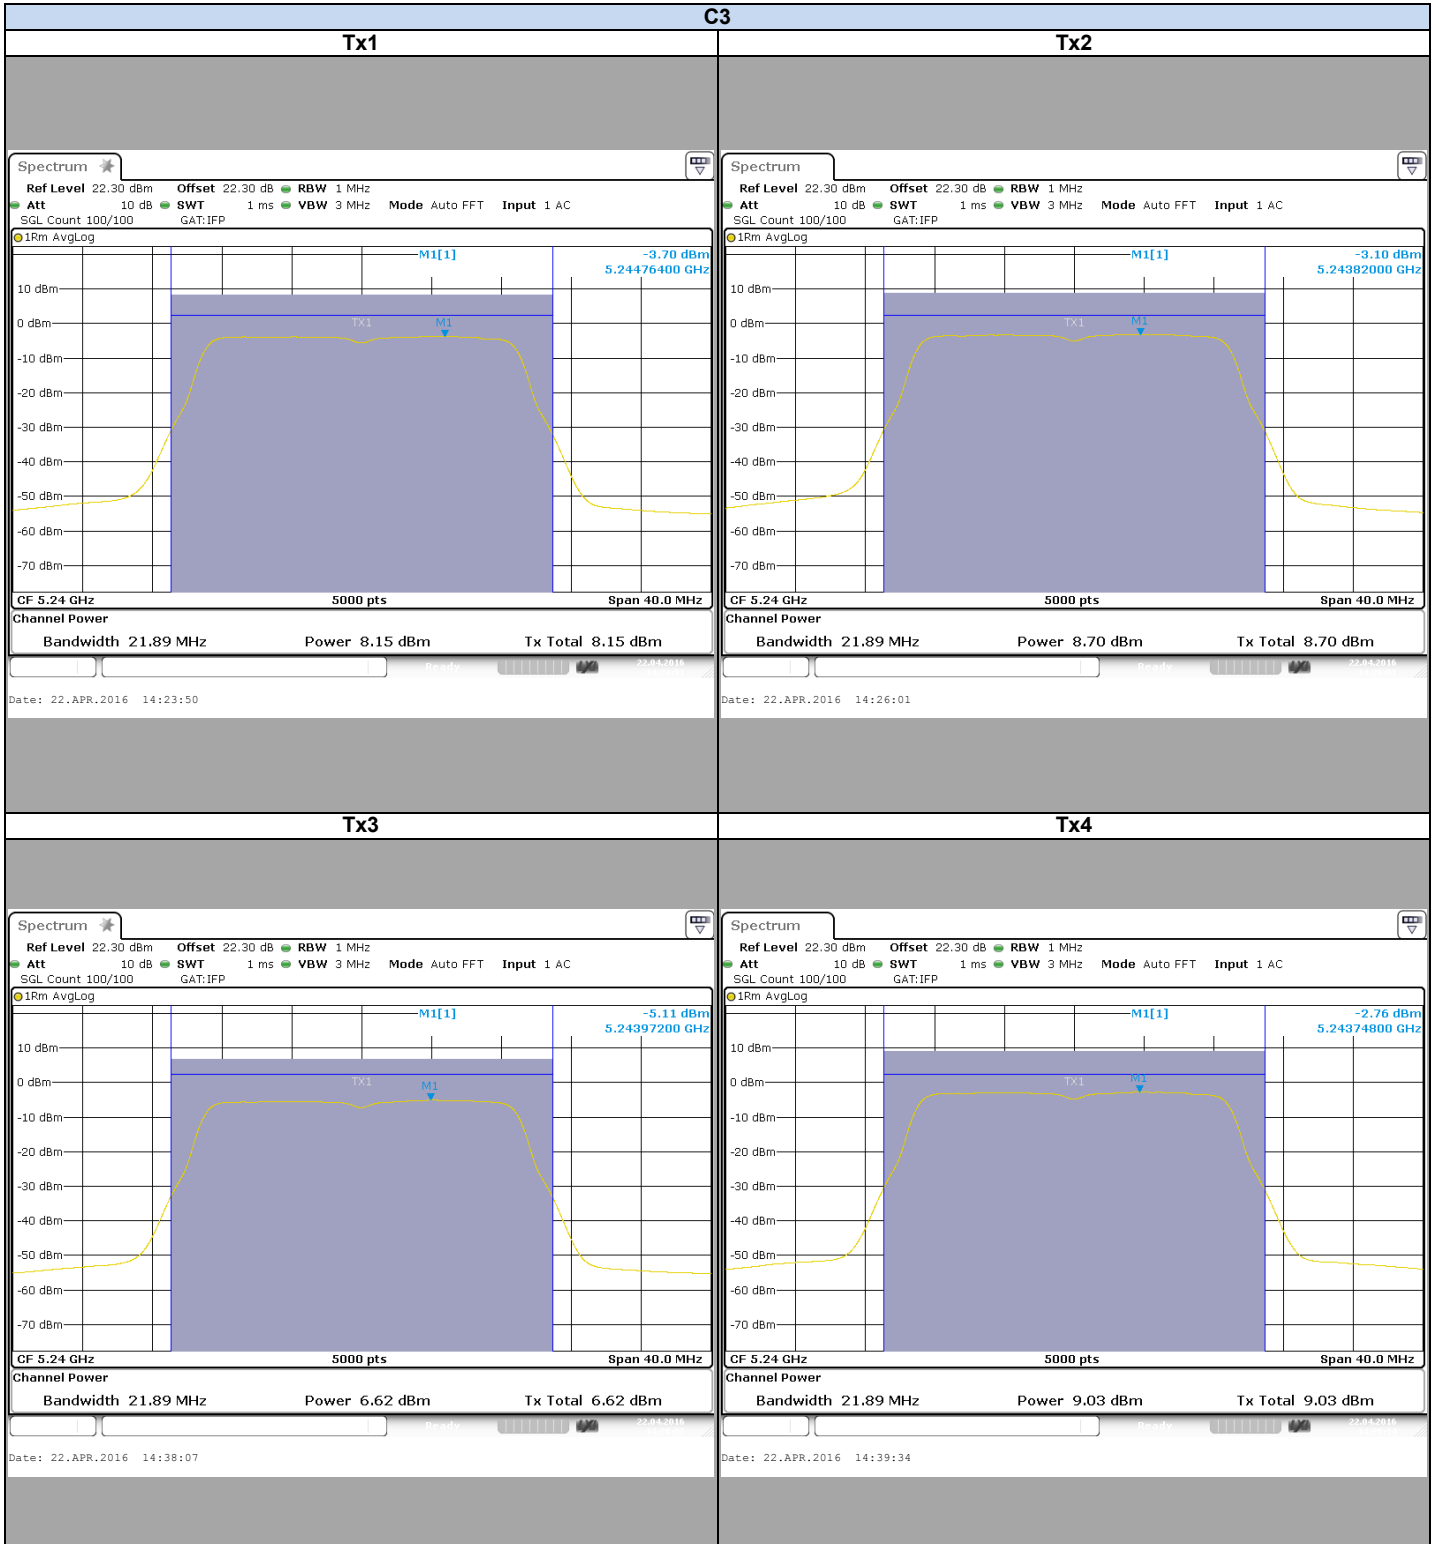 C3
Tx1
Tx2
Spectrum
Ref Level 22.30 dBm Offset 22.30 dB RBW 1 MHz
Att 10 dB SWT 1 ms VBW 3 MHz Mode Auto FFT Input 1 AC
SGL Count 100/100 GAT:IFP
1Rm AvgLog
M1[1] -3.70 dBm
5.24476400 GHz
10 dBm
0 dBm
TX1 M1
-10 dBm
-20 dBm
-30 dBm
-40 dBm
-50 dBm
-60 dBm
-70 dBm
CF 5.24 GHz 5000 pts Span 40.0 MHz
Channel Power
Bandwidth 21.89 MHz Power 8.15 dBm Tx Total 8.15 dBm
Ready 22.04.2016
Date: 22.APR.2016 14:23:50
Spectrum
Ref Level 22.30 dBm Offset 22.30 dB RBW 1 MHz
Att 10 dB SWT 1 ms VBW 3 MHz Mode Auto FFT Input 1 AC
SGL Count 100/100 GAT:IFP
1Rm AvgLog
M1[1] -3.10 dBm
5.24382000 GHz
10 dBm
0 dBm
TX1 M1
-10 dBm
-20 dBm
-30 dBm
-40 dBm
-50 dBm
-60 dBm
-70 dBm
CF 5.24 GHz 5000 pts Span 40.0 MHz
Channel Power
Bandwidth 21.89 MHz Power 8.70 dBm Tx Total 8.70 dBm
Ready 22.04.2016
Date: 22.APR.2016 14:26:01
Tx3
Tx4
Spectrum
Ref Level 22.30 dBm Offset 22.30 dB RBW 1 MHz
Att 10 dB SWT 1 ms VBW 3 MHz Mode Auto FFT Input 1 AC
SGL Count 100/100 GAT:IFP
1Rm AvgLog
M1[1] -5.11 dBm
5.24397200 GHz
10 dBm
0 dBm
TX1 M1
-10 dBm
-20 dBm
-30 dBm
-40 dBm
-50 dBm
-60 dBm
-70 dBm
CF 5.24 GHz 5000 pts Span 40.0 MHz
Channel Power
Bandwidth 21.89 MHz Power 6.62 dBm Tx Total 6.62 dBm
Ready 22.04.2016
Date: 22.APR.2016 14:38:07
Spectrum
Ref Level 22.30 dBm Offset 22.30 dB RBW 1 MHz
Att 10 dB SWT 1 ms VBW 3 MHz Mode Auto FFT Input 1 AC
SGL Count 100/100 GAT:IFP
1Rm AvgLog
M1[1] -2.76 dBm
5.24374800 GHz
10 dBm
0 dBm
TX1 M1
-10 dBm
-20 dBm
-30 dBm
-40 dBm
-50 dBm
-60 dBm
-70 dBm
CF 5.24 GHz 5000 pts Span 40.0 MHz
Channel Power
Bandwidth 21.89 MHz Power 9.03 dBm Tx Total 9.03 dBm
Ready 22.04.2016
Date: 22.APR.2016 14:39:34